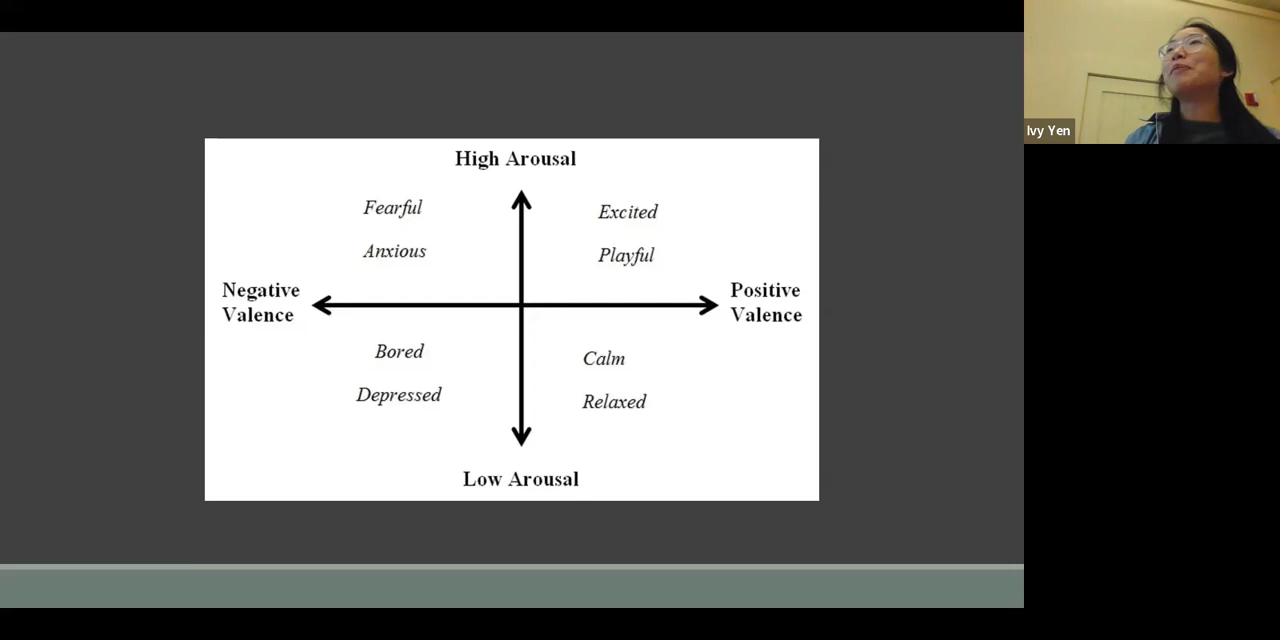 High Arousal
Fearful
Excited
Anxious
Playful
Negative
Valence
Positive
Valence
Bored
Calm
Depressed
Relaxed
Low Arousal
Ivy Yen